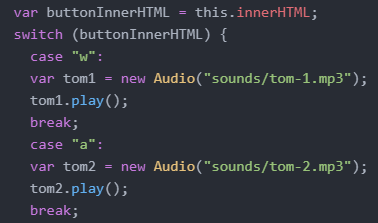 var buttonInnerHTML = this.innerHTML;
switch (buttonInnerHTML) {
case "w":
var tom1 = new Audio("sounds/tom-1.mp3");
tom1.play();
break;
case "a":
var tom2 = new Audio("sounds/tom-2.mp3");
tom2.play();
break;